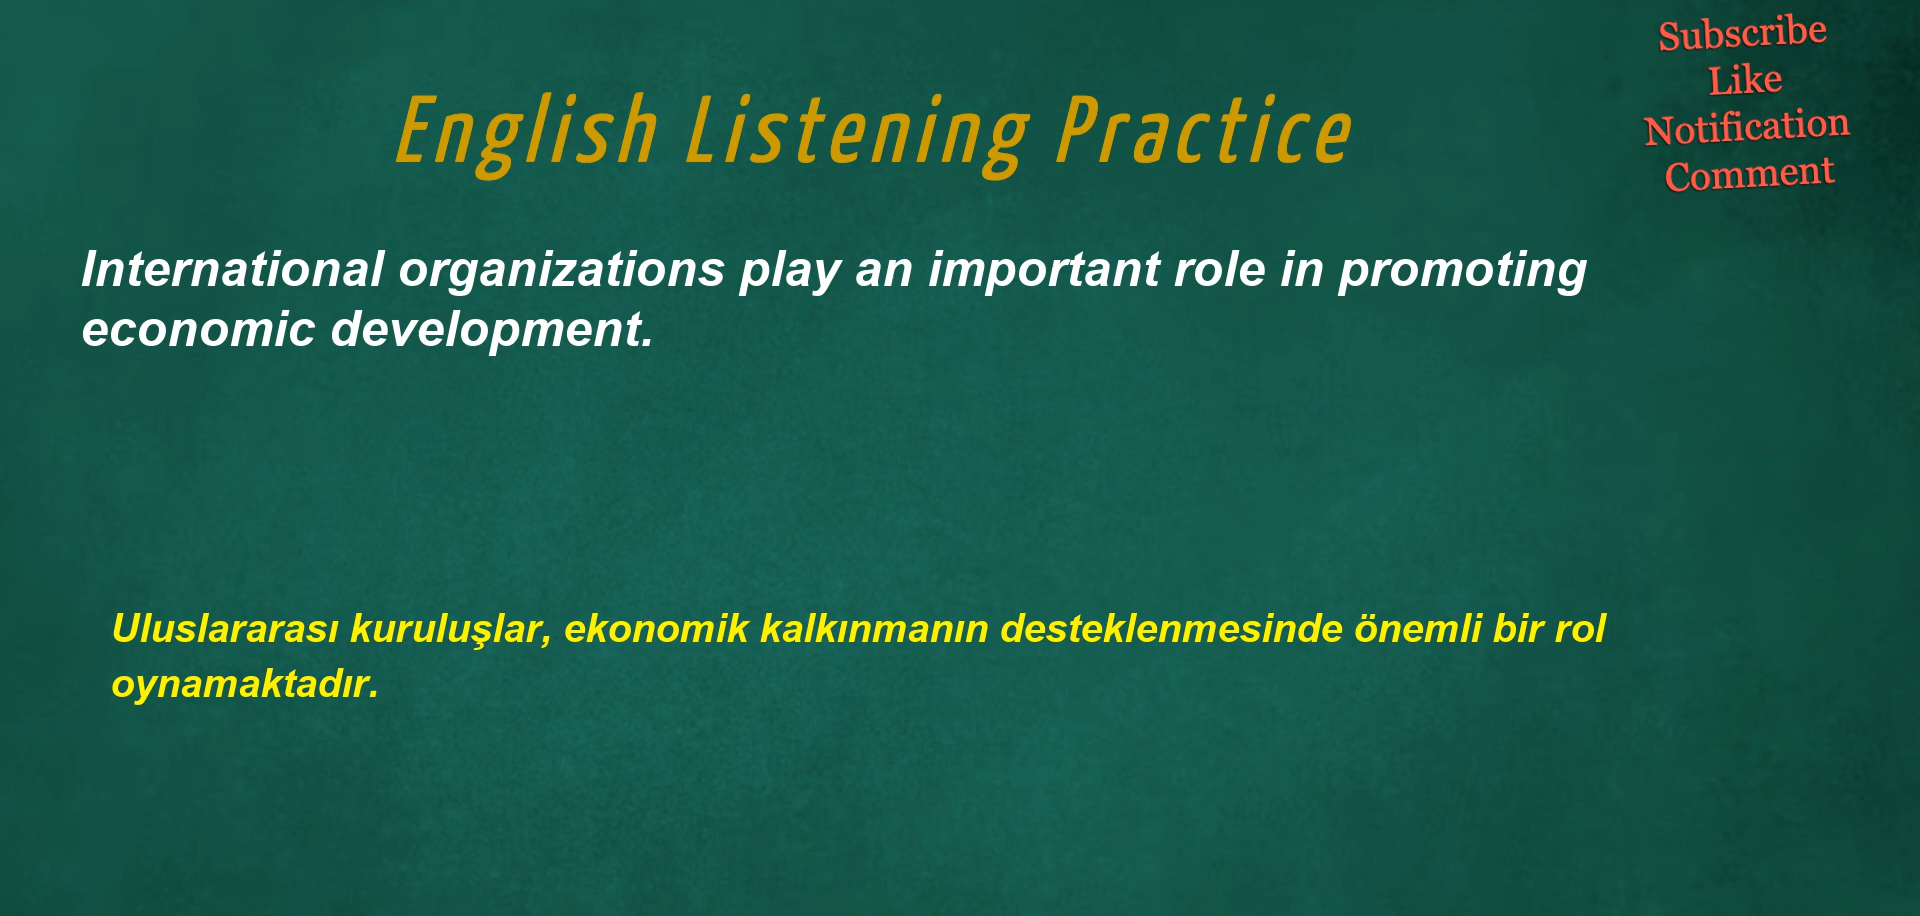 Subscribe
Like
Notification
Comment
English Listening Practice
International organizations play an important role in promoting
economic development.
Uluslararası kuruluşlar, ekonomik kalkınmanın desteklenmesinde önemli bir rol
oynamaktadır.